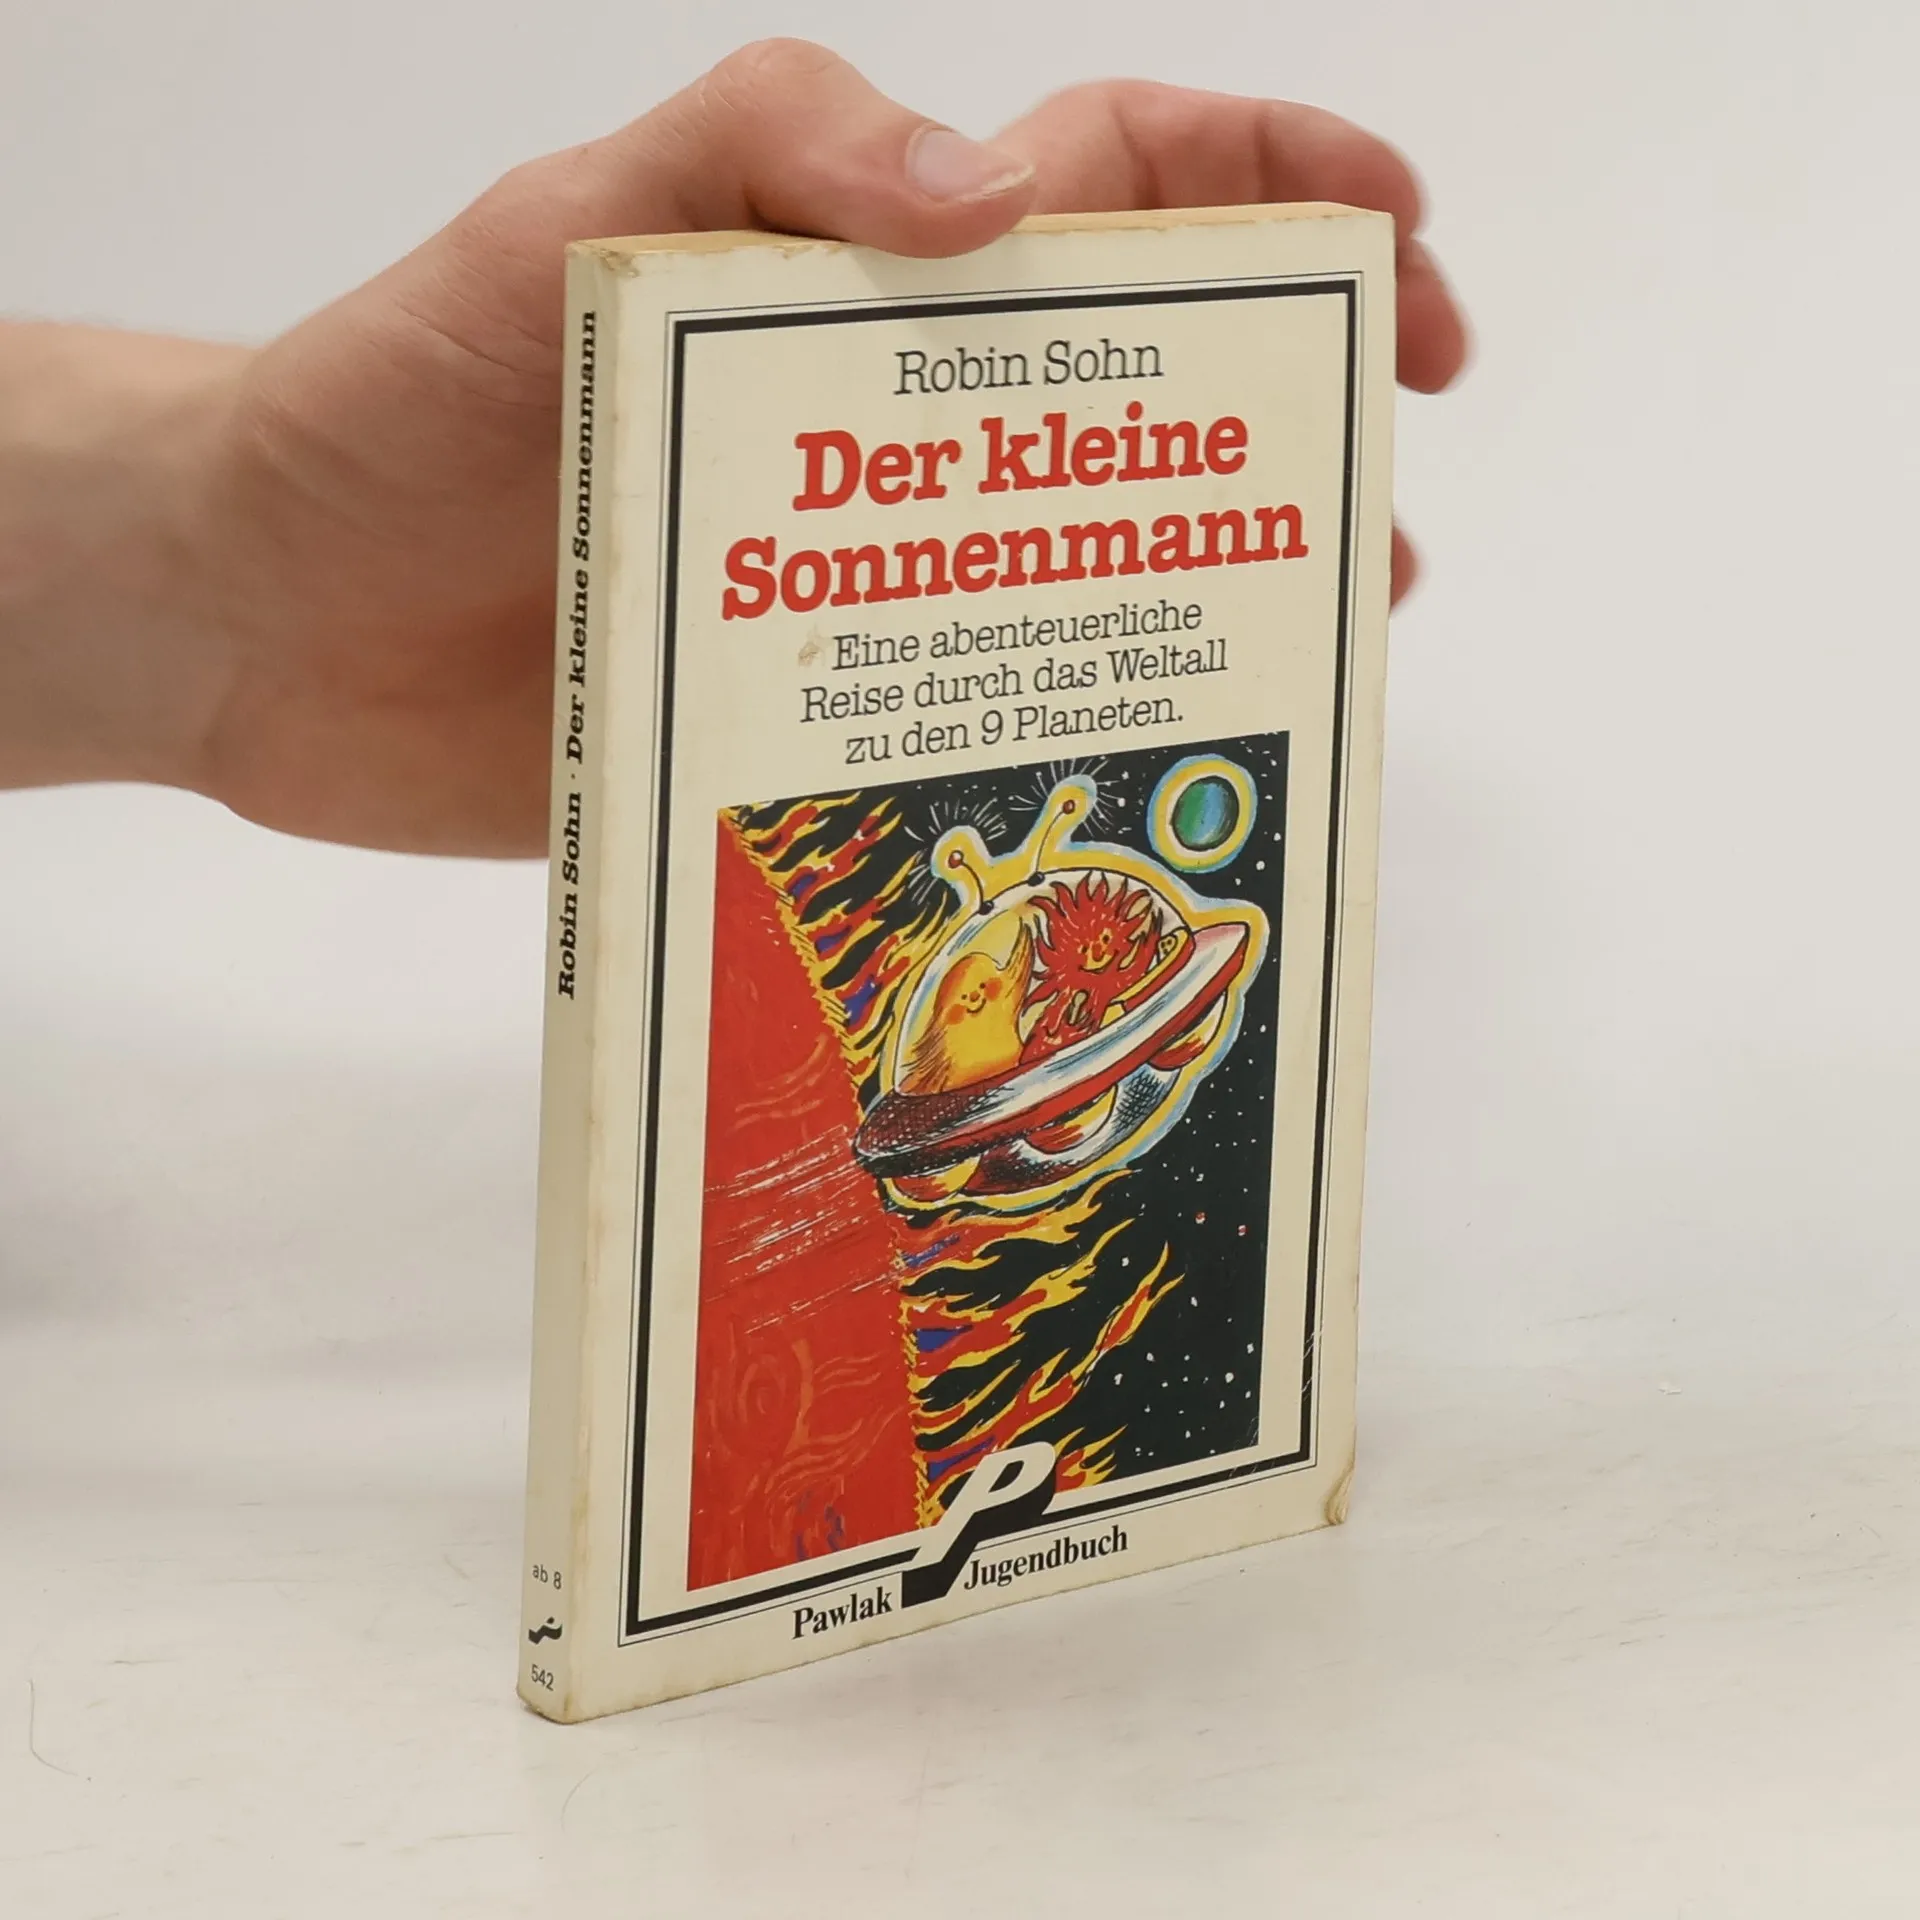 Robin Sohn
Der kleine
Sonnenmann
Eine abenteuerliche
Reise durch das Weltall
zu den 9 Planeten.
P
Pawlak Jugendbuch
Robin Sohn · Der kleine Sonnenmann
ab 8
542